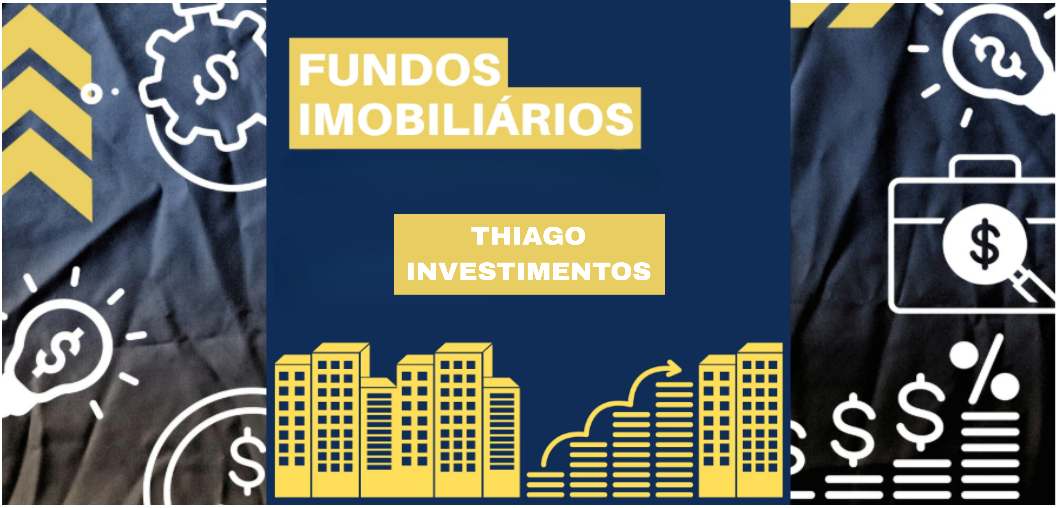 FUNDOS
IMOBILIÁRIOS
THIAGO
INVESTIMENTOS